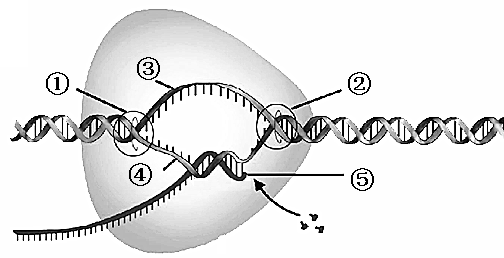 ① ③ ②
④ ⑤